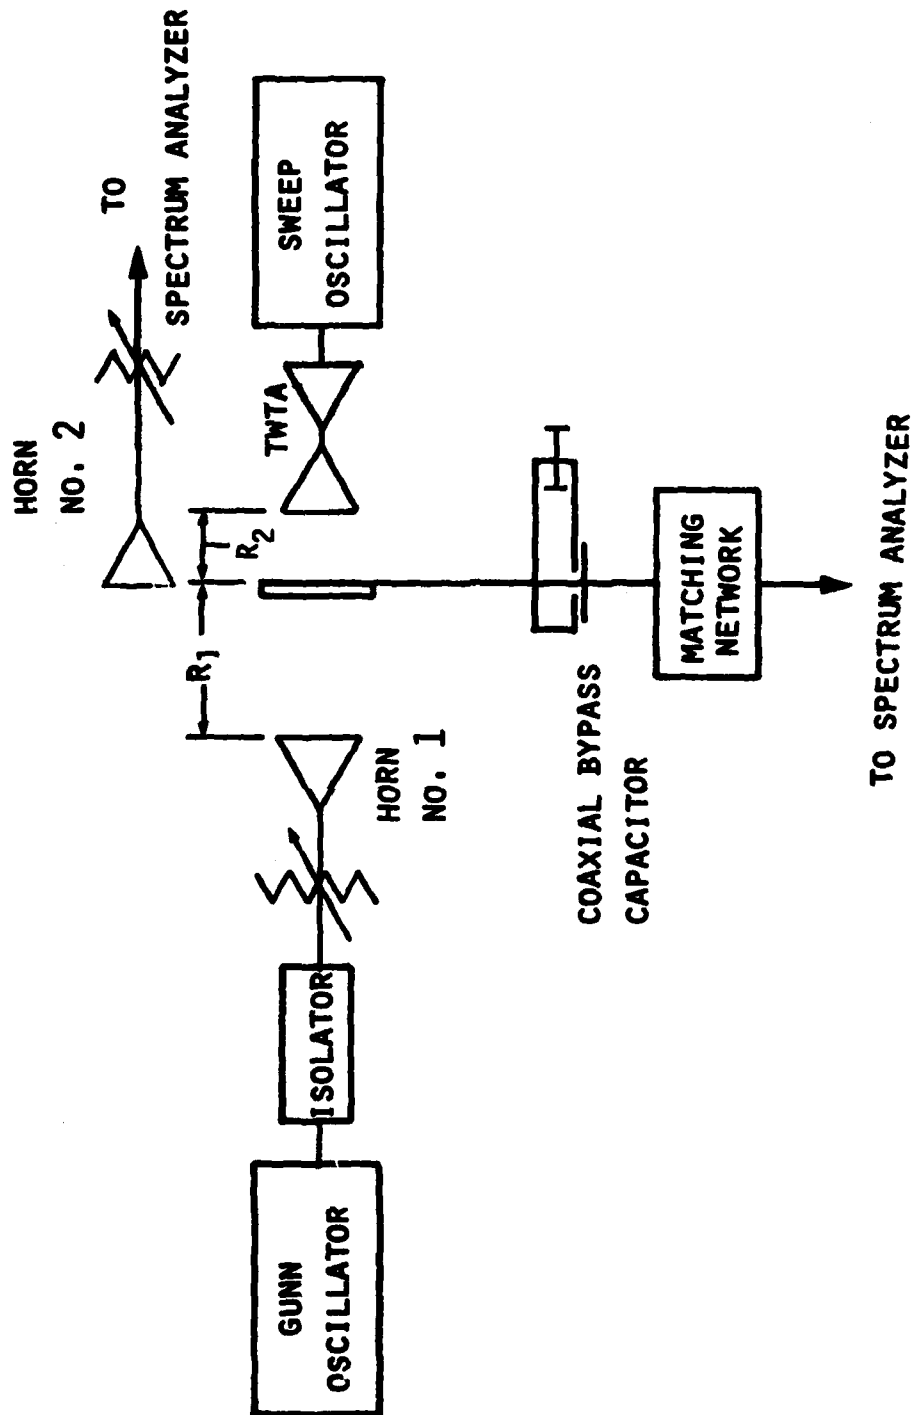 HORN
NO. 2
TO
SPECTRUM ANALYZER
R1
R2
TWTA
SWEEP
OSCILLATOR
GUNN
OSCILLATOR
ISOLATOR
HORN
NO. 1
COAXIAL BYPASS
CAPACITOR
MATCHING
NETWORK
TO SPECTRUM ANALYZER